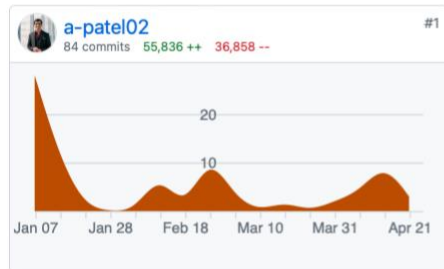 a-patel02
#1
84 commits 55,836 ++ 36,858 --
20
10
Jan 07 Jan 28 Feb 18 Mar 10 Mar 31 Apr 21